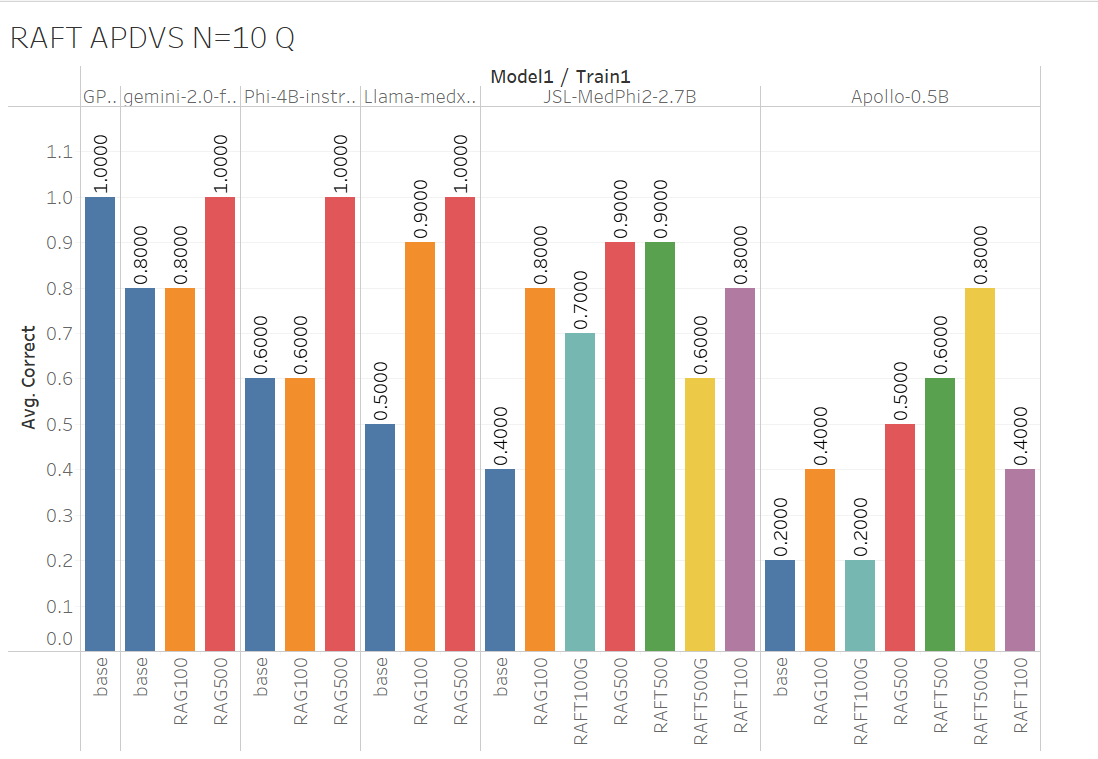 RAFT APDVS N=10 Q
Model1 / Train1
GP.. gemini-2.0-f.. Phi-4B-instr.. Llama-medx.. JSL-MedPhi2-2.7B Apollo-0.5B
Avg. Correct
1.1
1.0
0.9
0.8
0.7
0.6
0.5
0.4
0.3
0.2
0.1
0.0
1.0000 0.8000 0.8000 1.0000 0.6000 0.6000 1.0000 0.5000 0.9000 1.0000 0.4000 0.8000 0.7000 0.9000 0.9000 0.6000 0.8000 0.2000 0.4000 0.2000 0.5000 0.6000 0.8000 0.4000
base base RAG100 RAG500 base RAG100 RAG500 base RAG100 RAG500 base RAG100 RAFT100G RAG500 RAFT500 RAFT500G RAFT100 base RAG100 RAFT100G RAG500 RAFT500 RAFT500G RAFT100